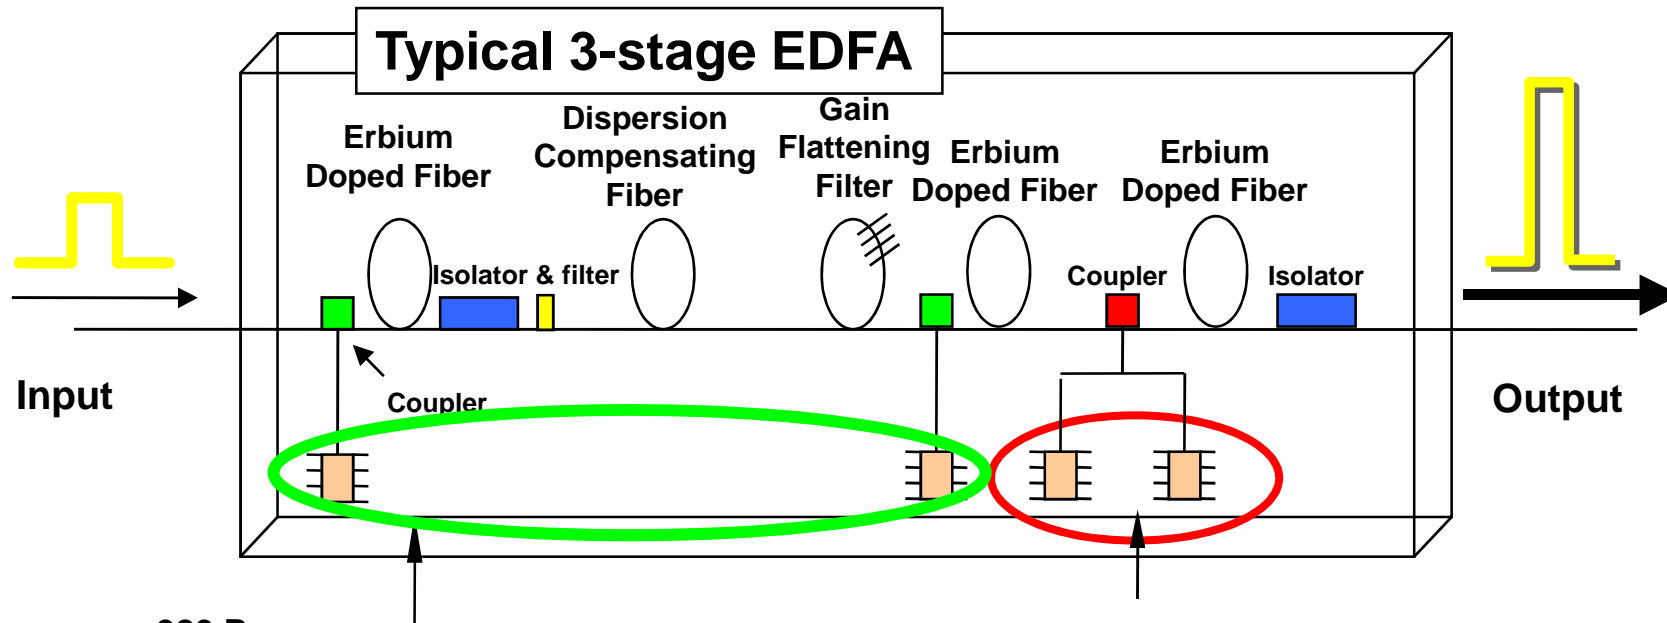 Typical 3-stage EDFA
Erbium
Doped Fiber
Dispersion
Compensating
Fiber
Gain
Flattening
Filter
Erbium
Doped Fiber
Erbium
Doped Fiber
Isolator & filter
Coupler
Isolator
Input
Coupler
Output